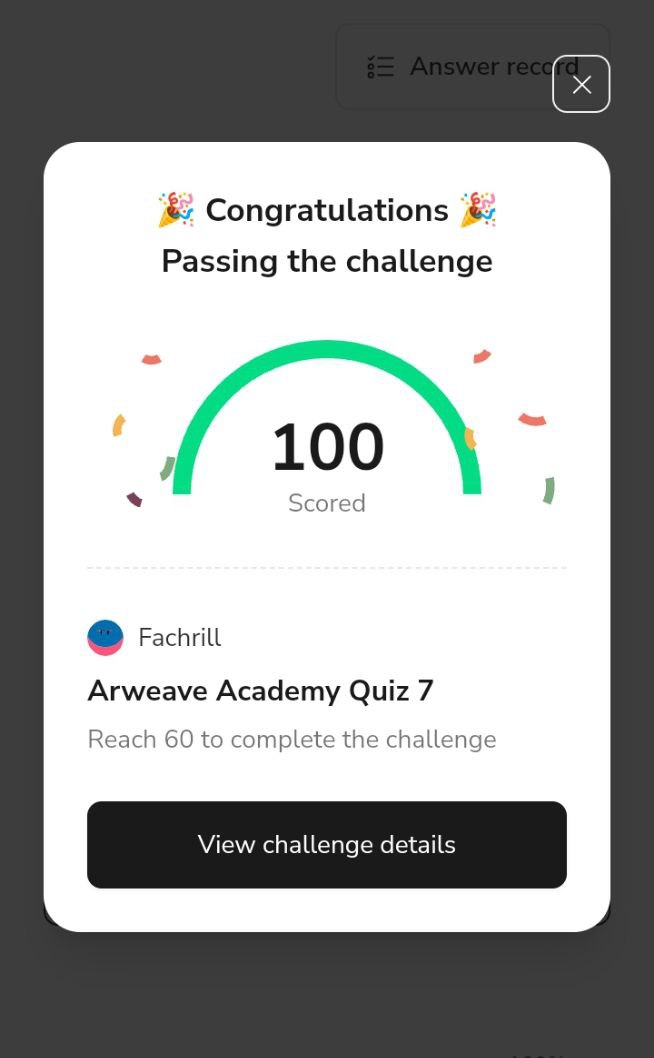 Answer record
🎉 Congratulations 🎉
Passing the challenge
100
Scored
Fachrill
Arweave Academy Quiz 7
Reach 60 to complete the challenge
View challenge details